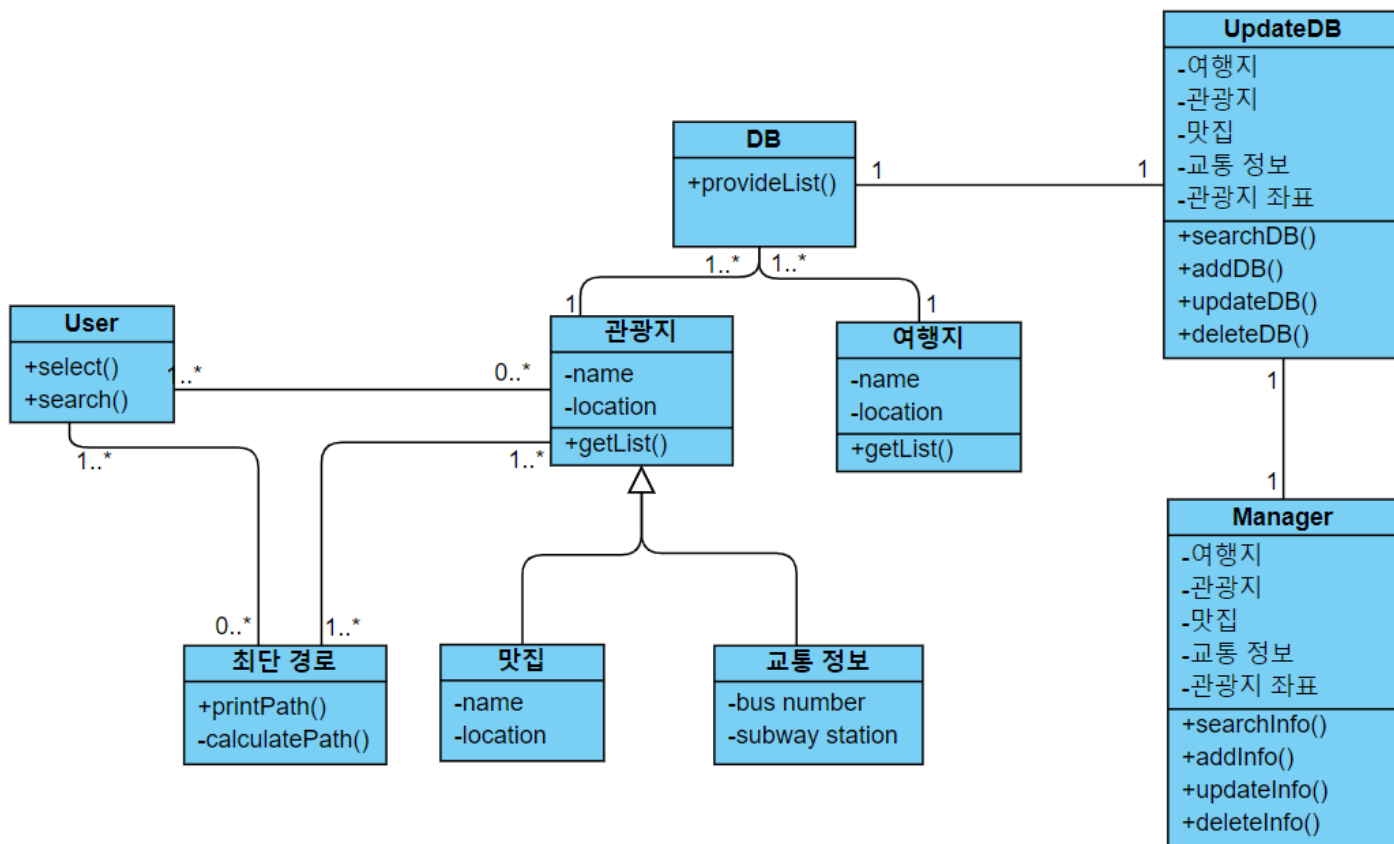 UpdateDB
-여행지
-관광지
-맛집
-교통 정보
-관광지 좌표
+searchDB()
+addDB()
+updateDB()
+deleteDB()
DB
+provideList()
1
1
1..*
1..*
1
1
User
+select()
+search()
1..*
0..*
관광지
-name
-location
+getList()
여행지
-name
-location
+getList()
1..*
1..*
1
1
Manager
-여행지
-관광지
-맛집
-교통 정보
-관광지 좌표
+searchInfo()
+addInfo()
+updateInfo()
+deleteInfo()
0..*
1..*
최단 경로
+printPath()
-calculatePath()
맛집
-name
-location
교통 정보
-bus number
-subway station